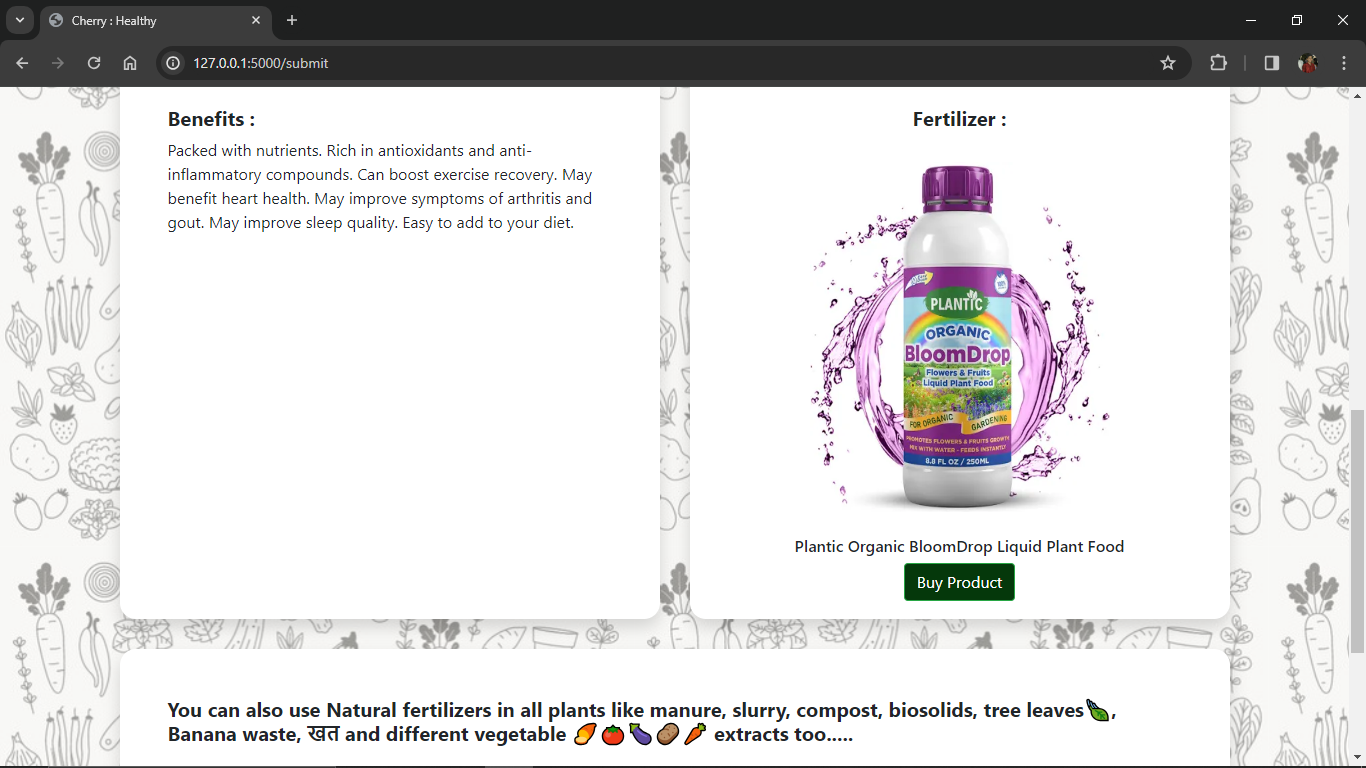 Cherry : Healthy
127.0.0.1:5000/submit
Benefits :
Packed with nutrients. Rich in antioxidants and anti-
inflammatory compounds. Can boost exercise recovery. May
benefit heart health. May improve symptoms of arthritis and
gout. May improve sleep quality. Easy to add to your diet.
Fertilizer :
PLANTIC
ORGANIC
BloomDrop
Flowers & Fruits
Liquid Plant Food
FOR ORGANIC GARDENING
PROMOTES FLOWERS & FRUITS GROWTH
MIX WITH WATER - FEEDS INSTANTLY
8.8 FL OZ / 250ML
Plantic Organic BloomDrop Liquid Plant Food
Buy Product
You can also use Natural fertilizers in all plants like manure, slurry, compost, biosolids, tree leaves🍃,
Banana waste, खत and different vegetable 🥭🍅🍆🥔🥕 extracts too.....